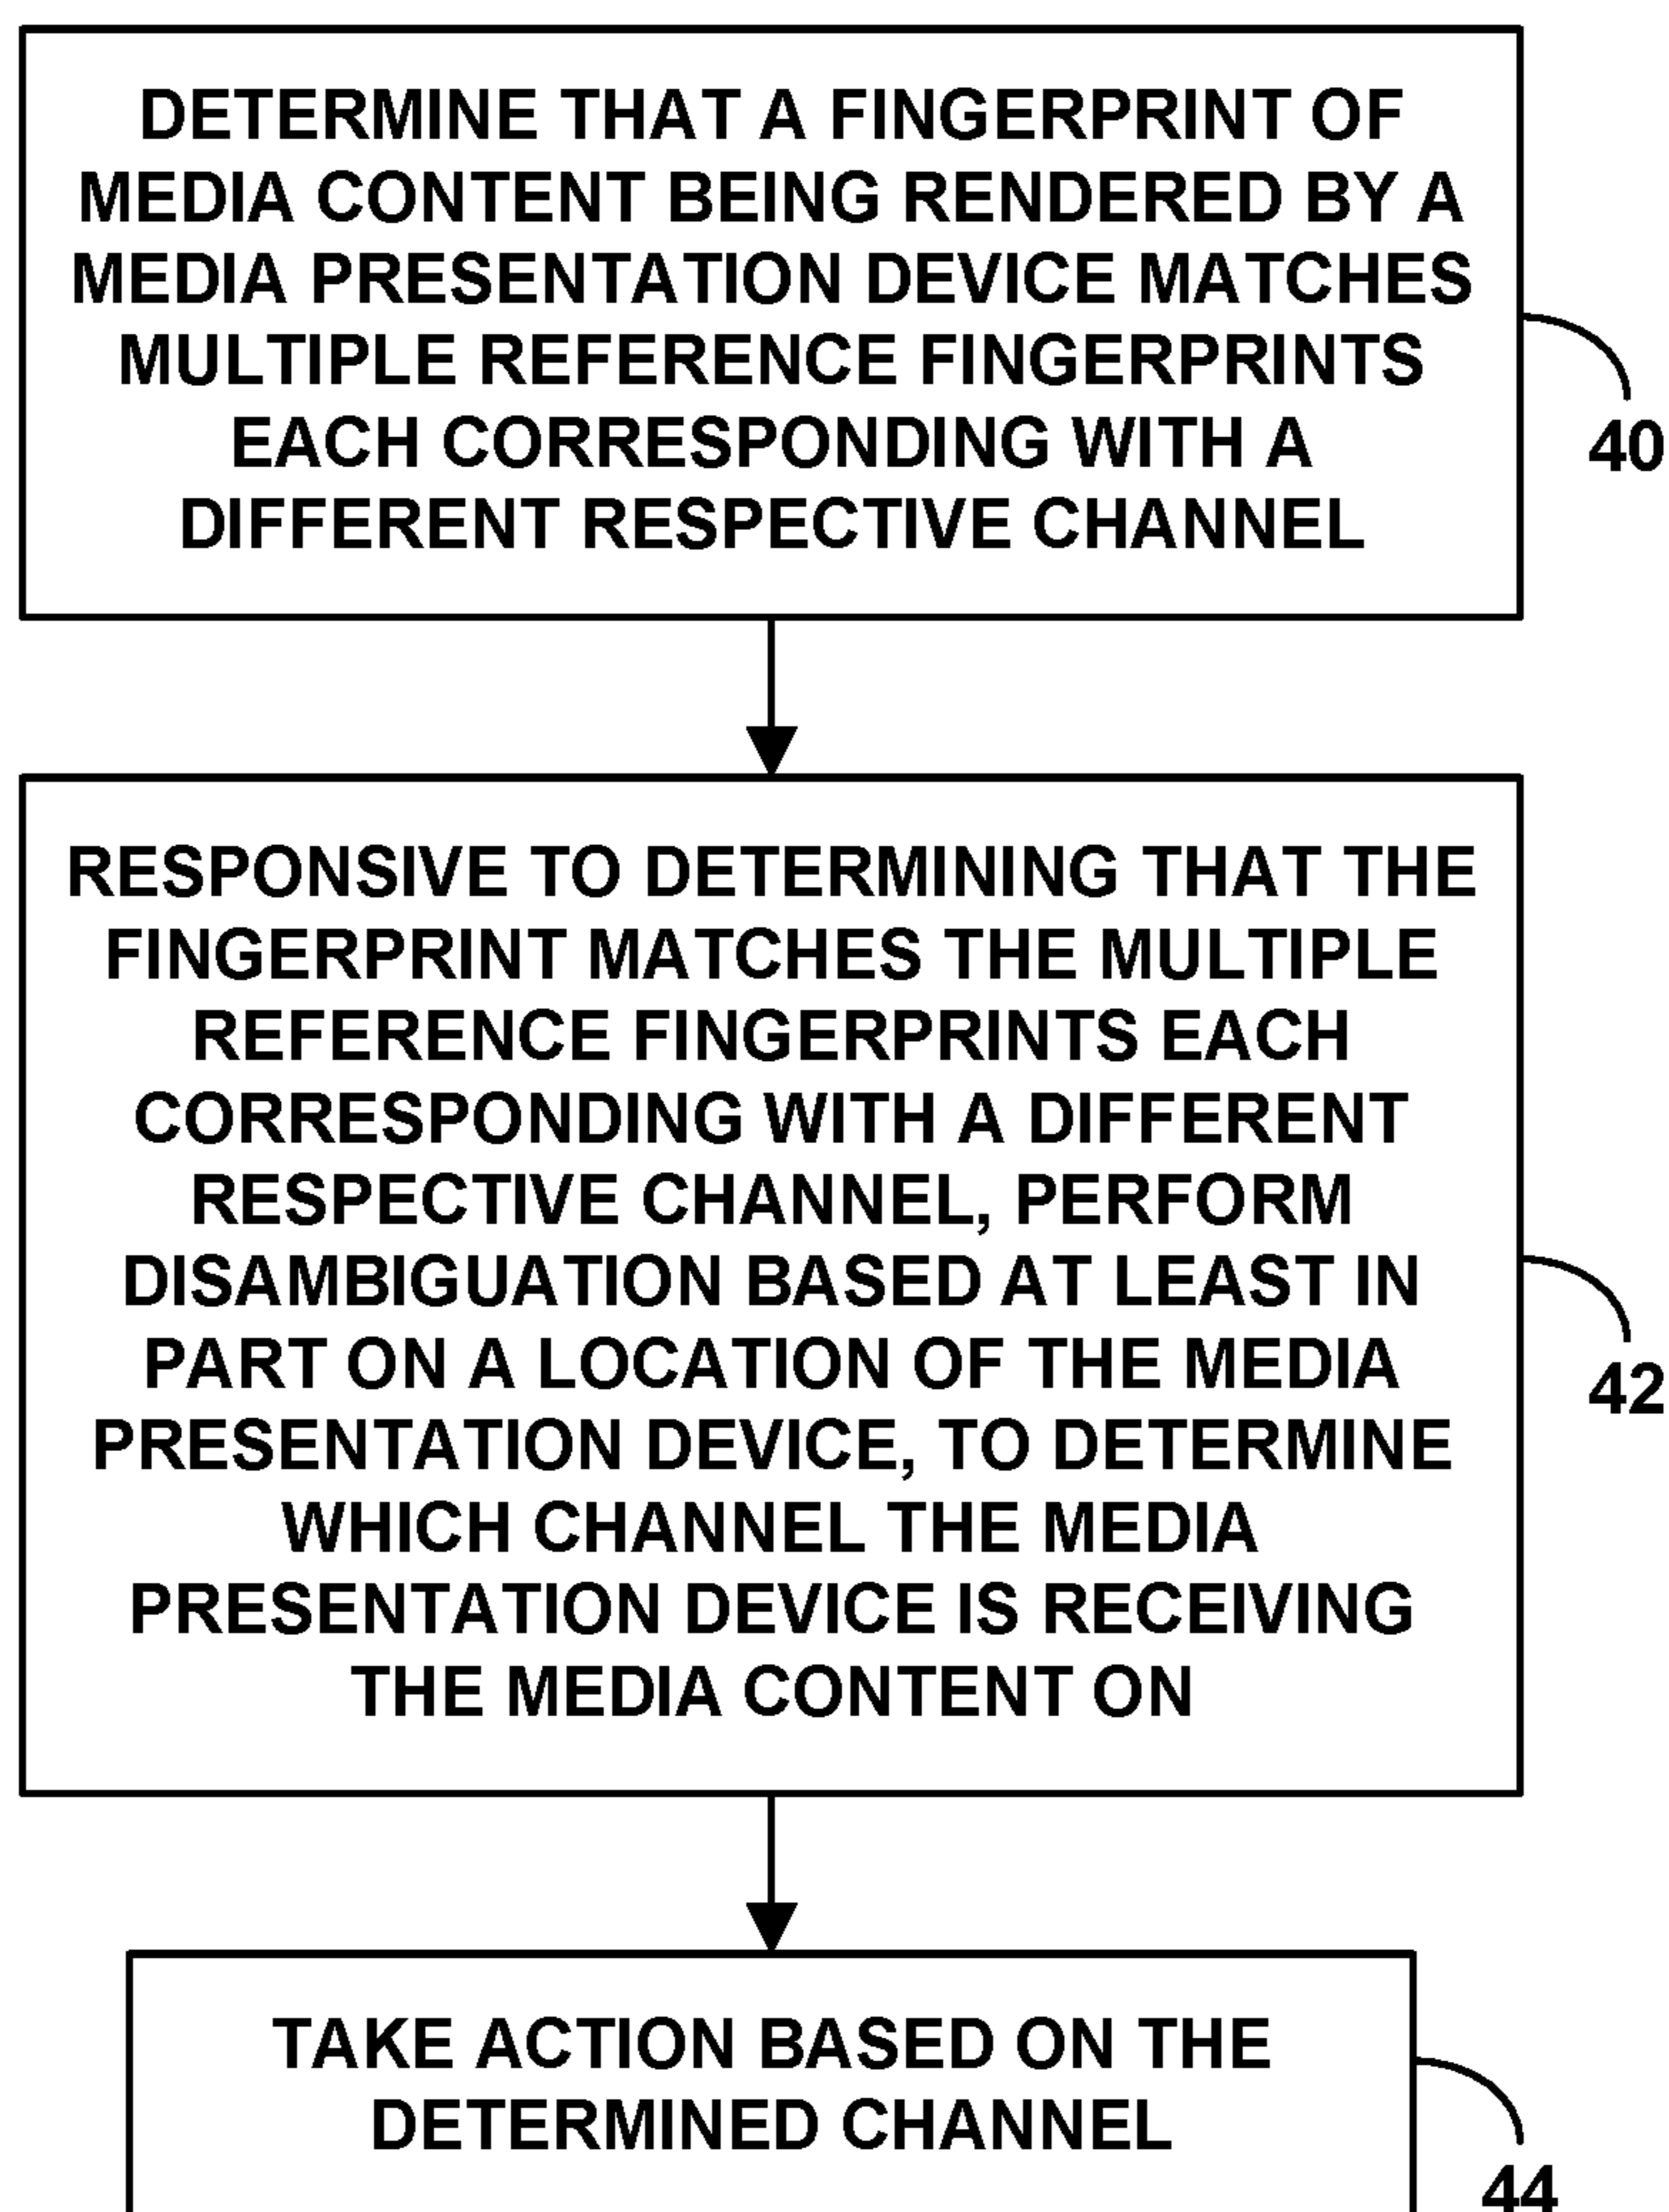 DETERMINE THAT A FINGERPRINT OF
MEDIA CONTENT BEING RENDERED BY A
MEDIA PRESENTATION DEVICE MATCHES
MULTIPLE REFERENCE FINGERPRINTS
EACH CORRESPONDING WITH A
DIFFERENT RESPECTIVE CHANNEL
40
RESPONSIVE TO DETERMINING THAT THE
FINGERPRINT MATCHES THE MULTIPLE
REFERENCE FINGERPRINTS EACH
CORRESPONDING WITH A DIFFERENT
RESPECTIVE CHANNEL, PERFORM
DISAMBIGUATION BASED AT LEAST IN
PART ON A LOCATION OF THE MEDIA
PRESENTATION DEVICE, TO DETERMINE
WHICH CHANNEL THE MEDIA
PRESENTATION DEVICE IS RECEIVING
THE MEDIA CONTENT ON
42
TAKE ACTION BASED ON THE
DETERMINED CHANNEL
44